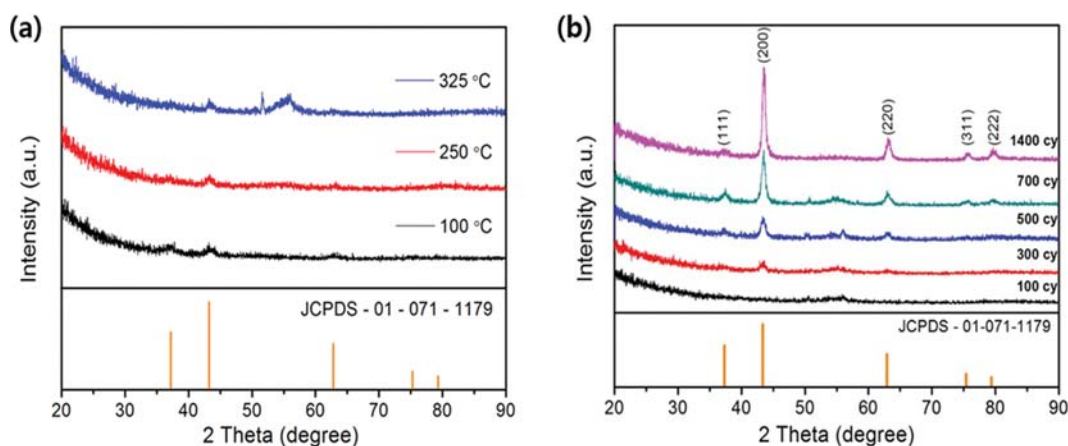 (a)
325 °C
250 °C
100 °C
Intensity (a.u.)
JCPDS - 01 - 071 - 1179
20 30 40 50 60 70 80 90
2 Theta (degree)
(b)
(111)
(200)
(220)
(311)
(222)
1400 cy
700 cy
500 cy
300 cy
100 cy
Intensity (a.u.)
JCPDS - 01-071-1179
20 30 40 50 60 70 80 90
2 Theta (degree)